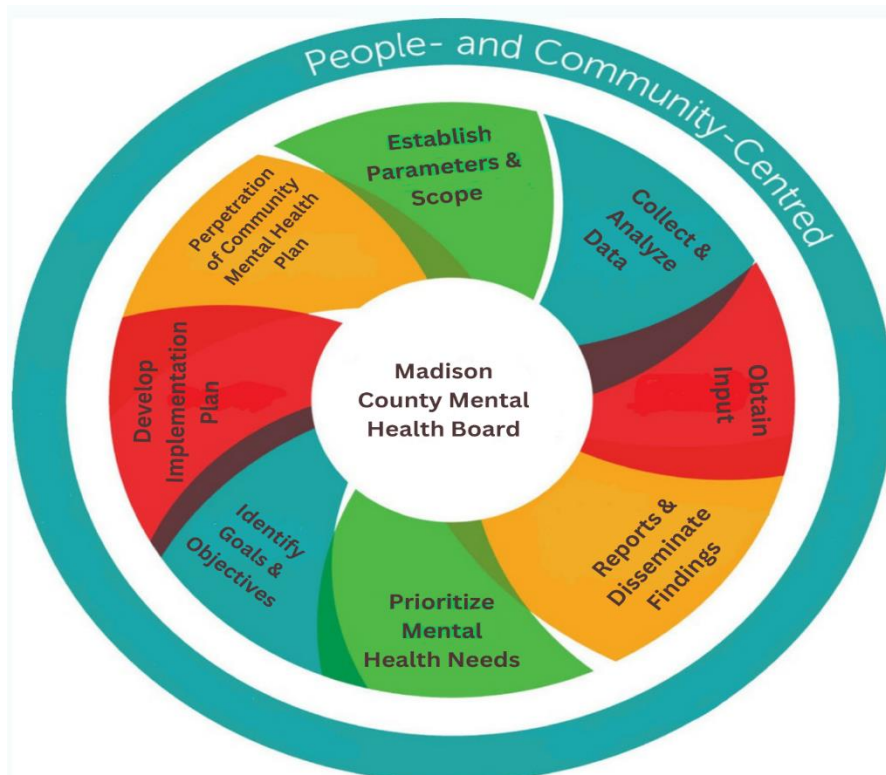 People- and Community-Centred
Establish
Parameters &
Scope
Collect &
Analyze
Data
Obtain
Input
Reports &
Disseminate
Findings
Prioritize
Mental
Health Needs
Identify
Goals &
Objectives
Develop
Implementation
Plan
Perpetration
of Community
Mental Health
Plan
Madison
County Mental
Health Board